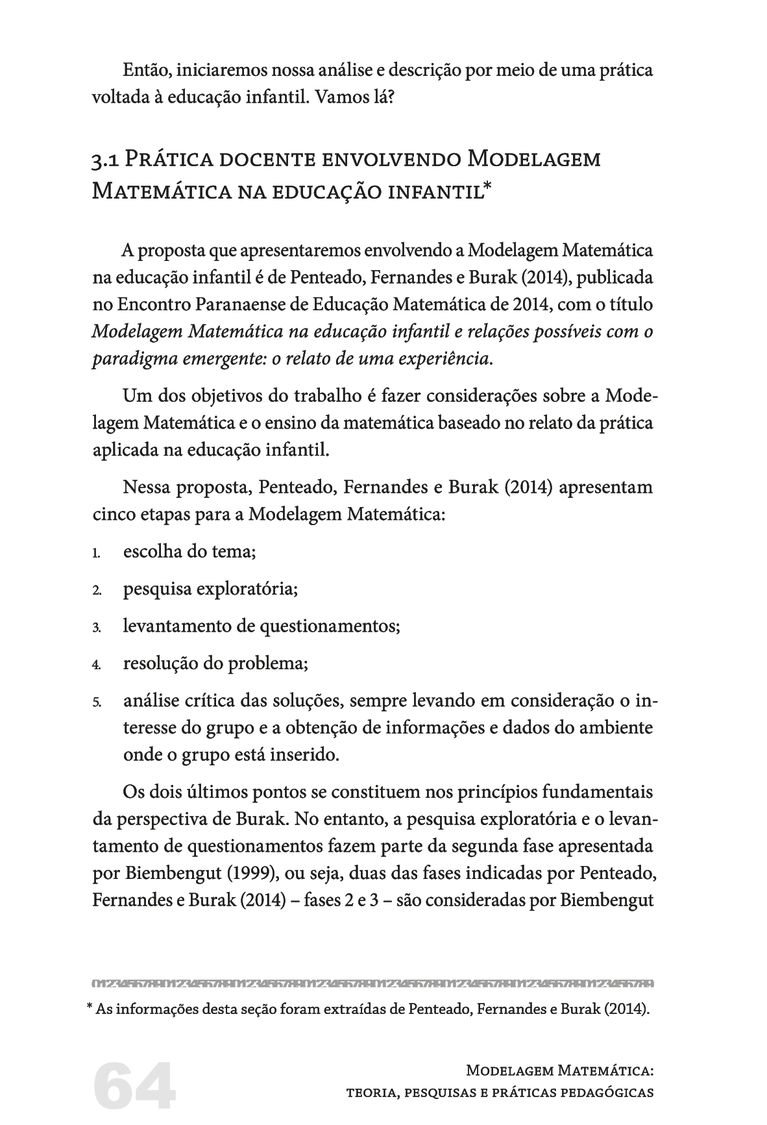 Então, iniciaremos nossa análise e descrição por meio de uma prática
voltada à educação infantil. Vamos lá?
3.1 Prática docente envolvendo Modelagem
Matemática na educação infantil*
A proposta que apresentaremos envolvendo a Modelagem Matemática
na educação infantil é de Penteado, Fernandes e Burak (2014), publicada
no Encontro Paranaense de Educação Matemática de 2014, com o título
Modelagem Matemática na educação infantil e relações possíveis com o
paradigma emergente: o relato de uma experiência.
Um dos objetivos do trabalho é fazer considerações sobre a Mode-
lagem Matemática e o ensino da matemática baseado no relato da prática
aplicada na educação infantil.
Nessa proposta, Penteado, Fernandes e Burak (2014) apresentam
cinco etapas para a Modelagem Matemática:
1. escolha do tema;
2. pesquisa exploratória;
3. levantamento de questionamentos;
4. resolução do problema;
5. análise crítica das soluções, sempre levando em consideração o in-
teresse do grupo e a obtenção de informações e dados do ambiente
onde o grupo está inserido.
Os dois últimos pontos se constituem nos princípios fundamentais
da perspectiva de Burak. No entanto, a pesquisa exploratória e o levan-
tamento de questionamentos fazem parte da segunda fase apresentada
por Biembengut (1999), ou seja, duas das fases indicadas por Penteado,
Fernandes e Burak (2014) – fases 2 e 3 – são consideradas por Biembengut
* As informações desta seção foram extraídas de Penteado, Fernandes e Burak (2014).
64
Modelagem Matemática:
teoria, pesquisas e práticas pedagógicas